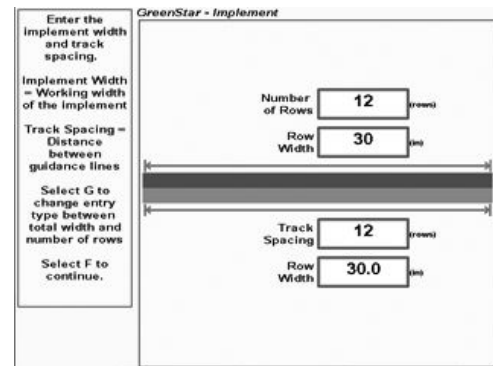 GreenStar - Implement
Enter the
implement width
and track
spacing.
Implement Width
= Working width
of the implement
Track Spacing =
Distance
between
guidance lines
Select G to
change entry
type between
total width and
number of rows
Select F to
continue.
Number
of Rows
12
(rows)
Row
Width
30
(in)
Track
Spacing
12
(rows)
Row
Width
30.0
(in)